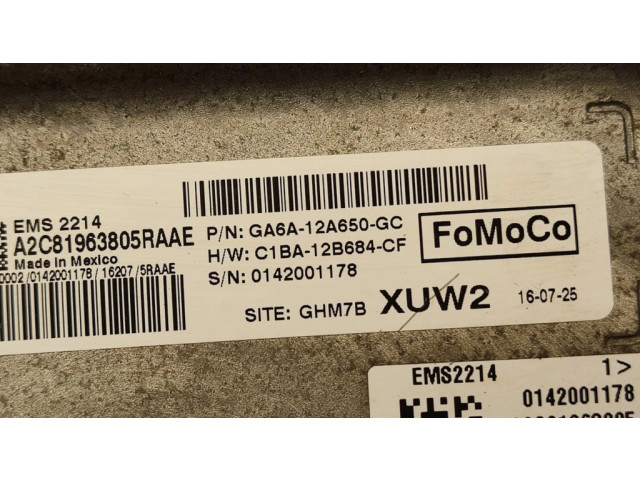 EMS 2214
A2C81963805RAAE
Made in Mexico
0002/0142001178/16207/5RAAE
P/N: GA6A-12A650-GC
H/W: C1BA-12B684-CF
S/N: 0142001178
FoMoCo
SITE: GHM7B XUW2 16-07-25
EMS2214 1>
0142001178